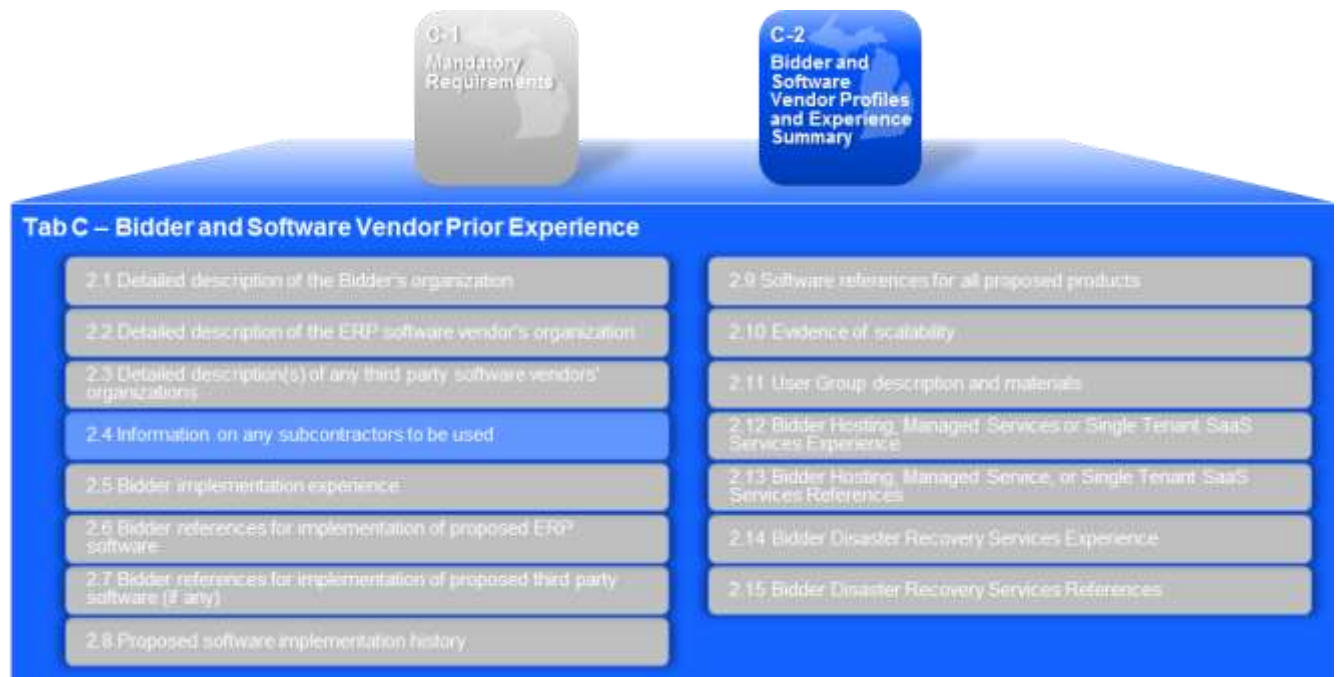 C-1
Mandatory
Requirements
C-2
Bidder and
Software
Vendor Profiles
and Experience
Summary
Tab C – Bidder and Software Vendor Prior Experience
2.1 Detailed description of the Bidder's organization
2.2 Detailed description of the ERP software vendor's organization
2.3 Detailed description(s) of any third party software vendors'
organizations
2.4 Information on any subcontractors to be used
2.5 Bidder implementation experience
2.6 Bidder references for implementation of proposed ERP
software
2.7 Bidder references for implementation of proposed third party
software (if any)
2.8 Proposed software implementation history
2.9 Software references for all proposed products
2.10 Evidence of scalability
2.11 User Group description and materials
2.12 Bidder Hosting, Managed Services or Single Tenant SaaS
Services Experience
2.13 Bidder Hosting, Managed Service, or Single Tenant SaaS
Services References
2.14 Bidder Disaster Recovery Services Experience
2.15 Bidder Disaster Recovery Services References